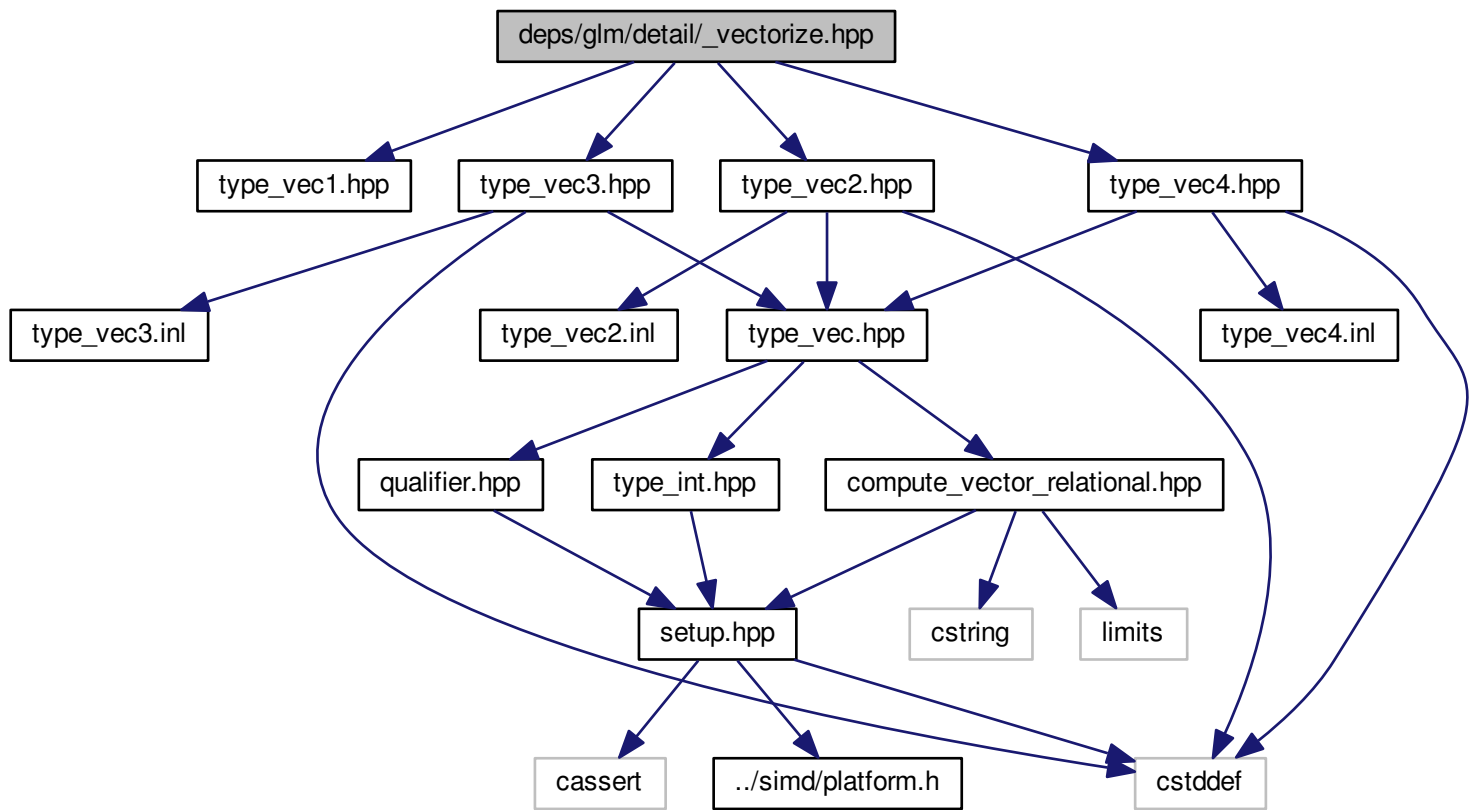 deps/glm/detail/_vectorize.hpp
type_vec1.hpp
type_vec3.hpp
type_vec2.hpp
type_vec4.hpp
type_vec3.inl
type_vec2.inl
type_vec.hpp
type_vec4.inl
qualifier.hpp
type_int.hpp
compute_vector_relational.hpp
setup.hpp
cstring
limits
cassert
../simd/platform.h
cstddef